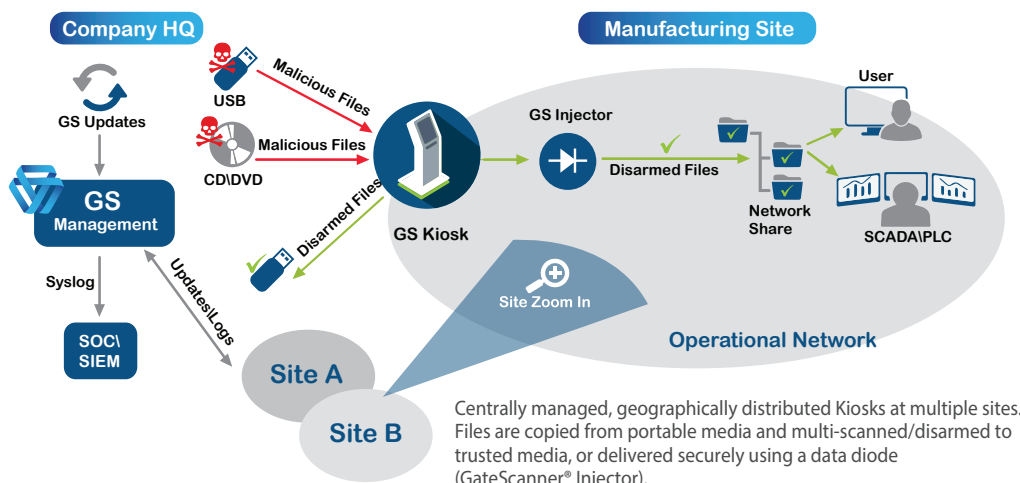 Company HQ
Manufacturing Site
GS Updates
USB
Malicious Files
CD\DVD
Malicious Files
GS
Management
Syslog
SOC\
SIEM
Updates\Logs
Disarmed Files
GS Kiosk
GS Injector
Disarmed Files
Network
Share
User
SCADA\PLC
Site Zoom In
Operational Network
Site A
Site B
Centrally managed, geographically distributed Kiosks at multiple sites.
Files are copied from portable media and multi-scanned/disarmed to
trusted media, or delivered securely using a data diode
(GateScanner® Injector).